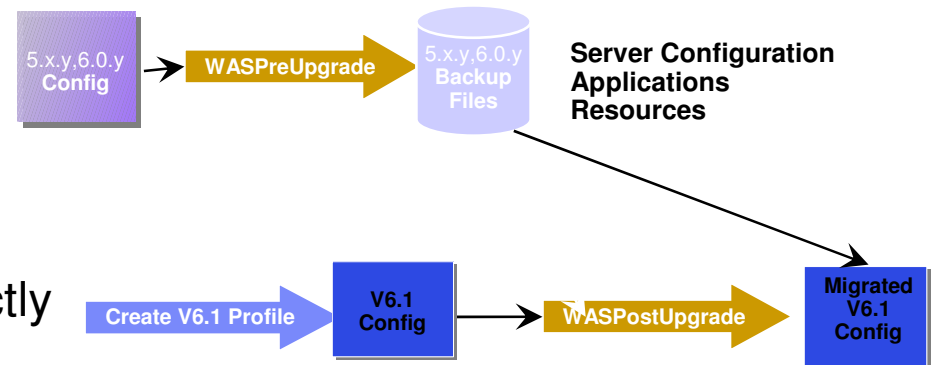 5.x.y,6.0.y
Config
WASPreUpgrade
5.x.y,6.0.y
Backup
Files
Server Configuration
Applications
Resources
ctly
Create V6.1 Profile
V6.1
Config
WASPostUpgrade
Migrated
V6.1
Config